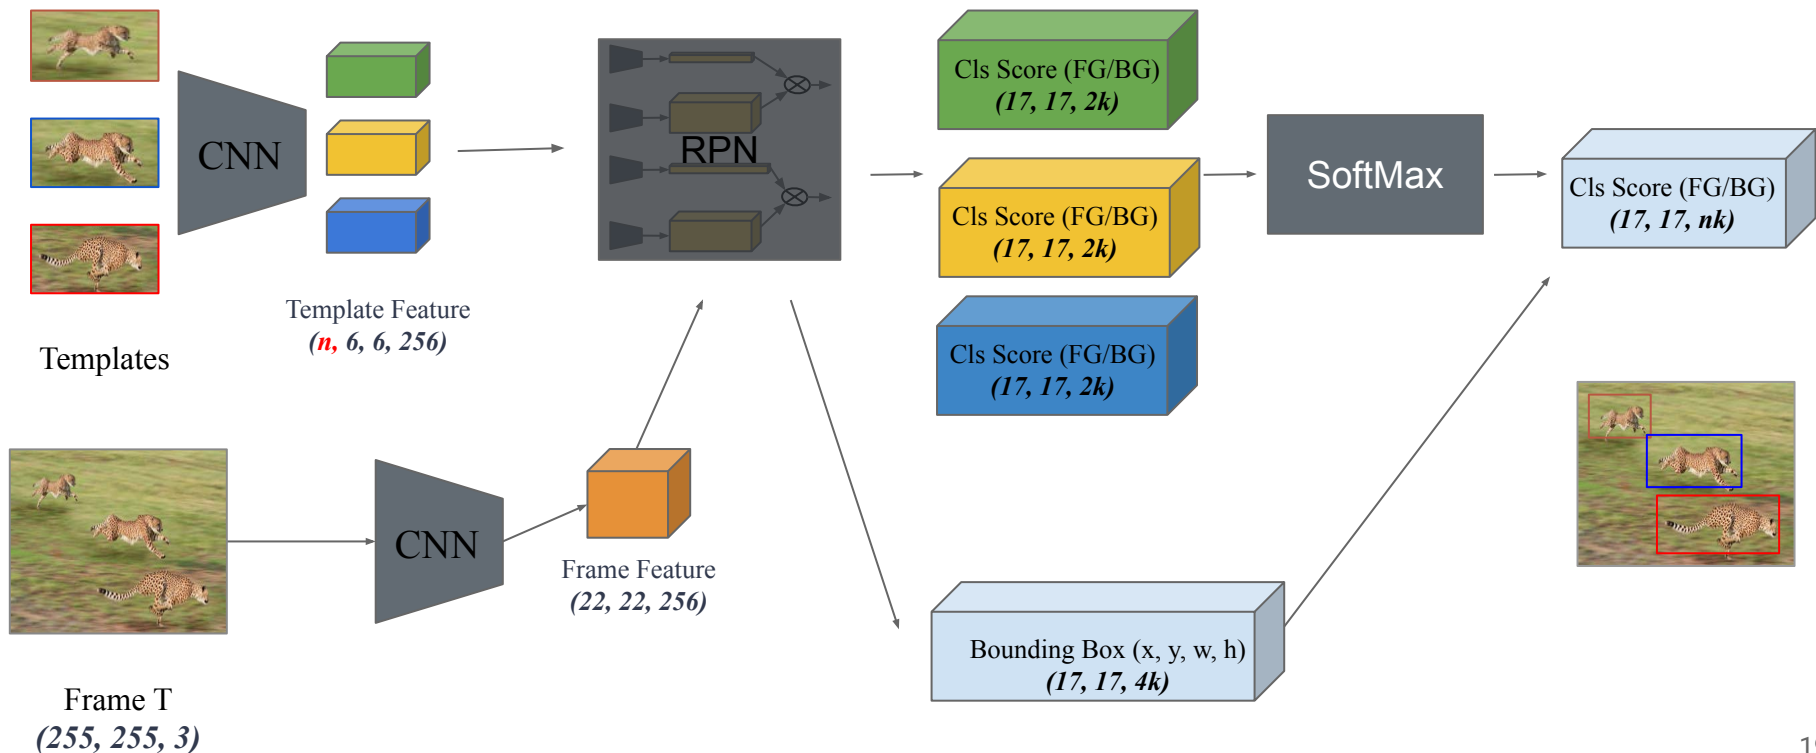 Templates
CNN
Template Feature
(n, 6, 6, 256)
RPN
Cls Score (FG/BG)
(17, 17, 2k)
Cls Score (FG/BG)
(17, 17, 2k)
Cls Score (FG/BG)
(17, 17, 2k)
SoftMax
Cls Score (FG/BG)
(17, 17, nk)
Frame T
(255, 255, 3)
CNN
Frame Feature
(22, 22, 256)
Bounding Box (x, y, w, h)
(17, 17, 4k)